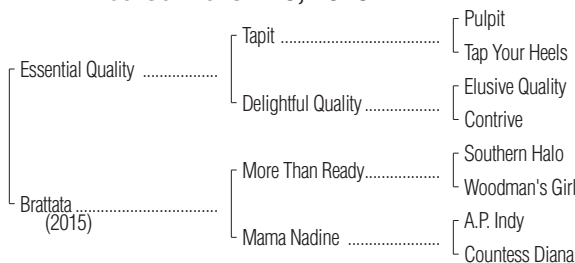 Pulpit
Tapit ........................................
Tap Your Heels
Essential Quality ...................
Elusive Quality
Delightful Quality ...................
Contrive
Southern Halo
More Than Ready...................
Woodman's Girl
Brattata ....................................
(2015)
A.P. Indy
Mama Nadine .......................
Countess Diana